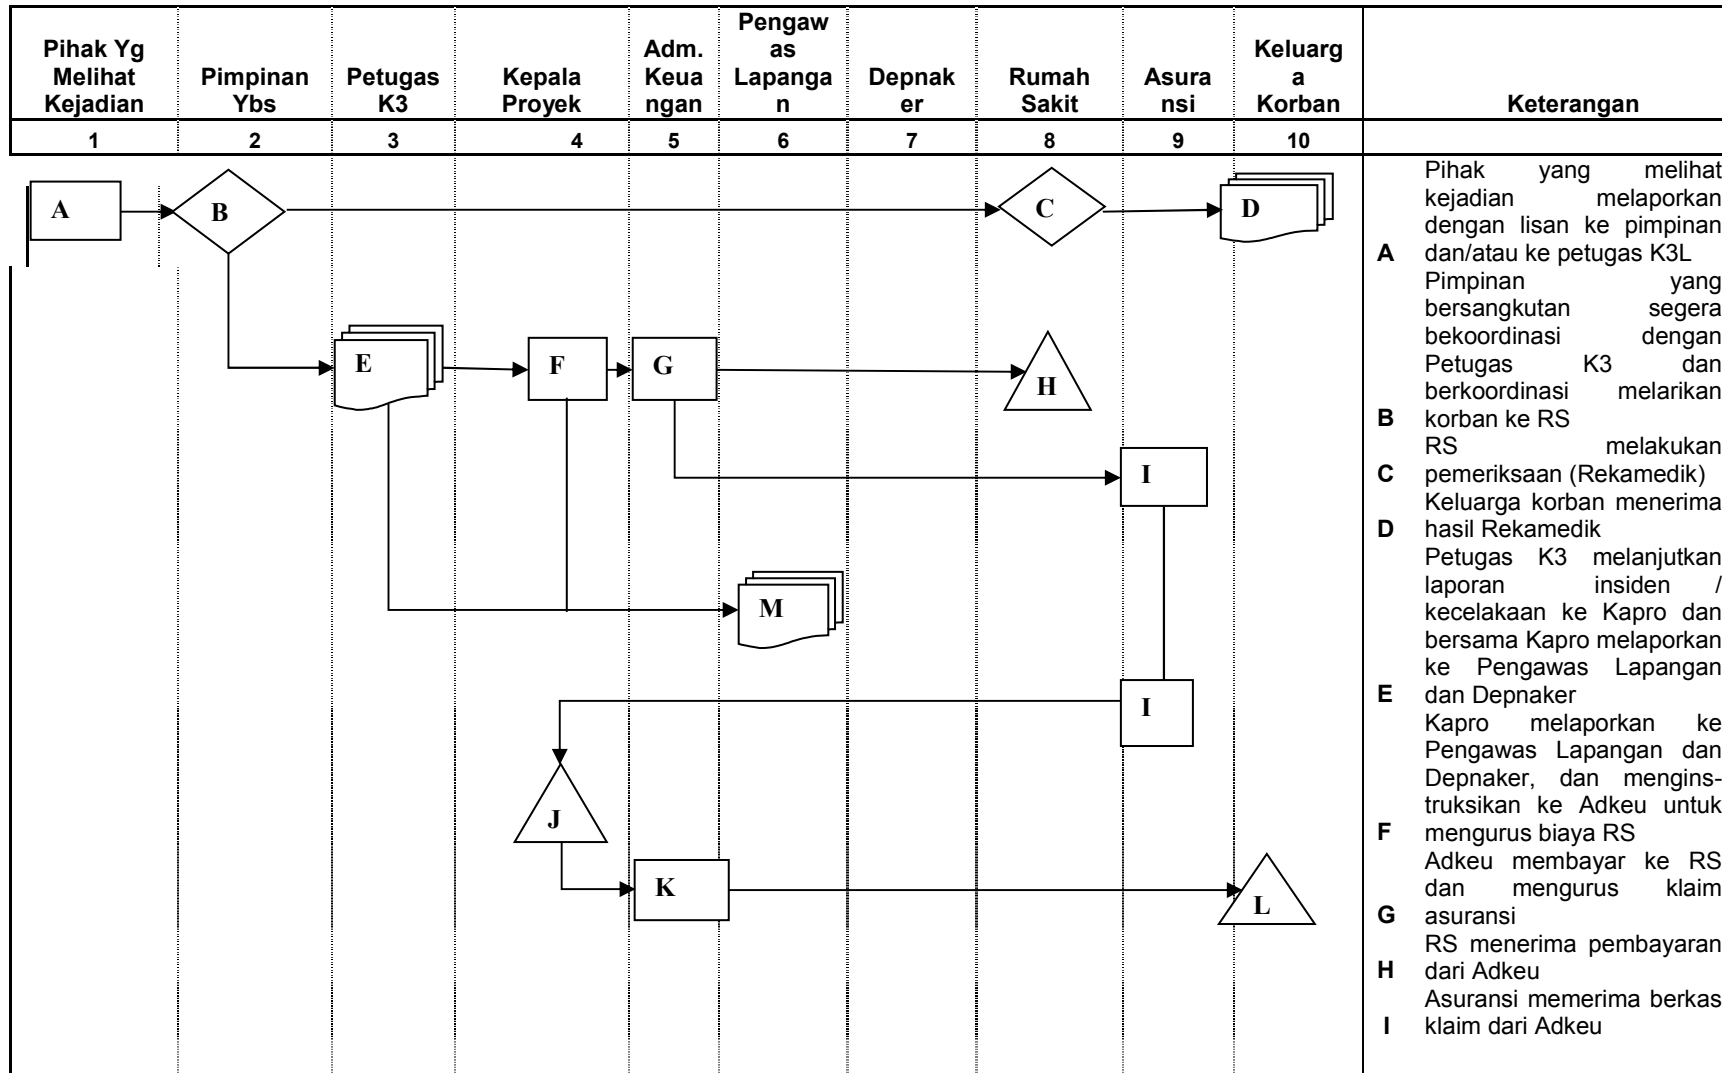 Pihak Yg
Melihat
Kejadian
Pimpinan
Ybs
Petugas
K3
Kepala
Proyek
Adm.
Keua
ngan
Pengaw
as
Lapanga
n
Depnak
er
Rumah
Sakit
Asura
nsi
Keluarg
a
Korban
Keterangan
1 2 3 4 5 6 7 8 9 10
A
B
C
D
E
F
G
H
I
M
I
J
K
L
Pihak yang melihat
kejadian melaporkan
dengan lisan ke pimpinan
A dan/atau ke petugas K3L
Pimpinan yang
bersangkutan segera
bekoordinasi dengan
Petugas K3 dan
berkoordinasi melarikan
B korban ke RS
RS melakukan
C pemeriksaan (Rekamedik)
Keluarga korban menerima
D hasil Rekamedik
Petugas K3 melanjutkan
laporan insiden /
kecelakaan ke Kapro dan
bersama Kapro melaporkan
ke Pengawas Lapangan
E dan Depnaker
Kapro melaporkan ke
Pengawas Lapangan dan
Depnaker, dan mengins-
truksikan ke Adkeu untuk
F mengurus biaya RS
Adkeu membayar ke RS
dan mengurus klaim
G asuransi
RS menerima pembayaran
H dari Adkeu
Asuransi memerima berkas
I klaim dari Adkeu